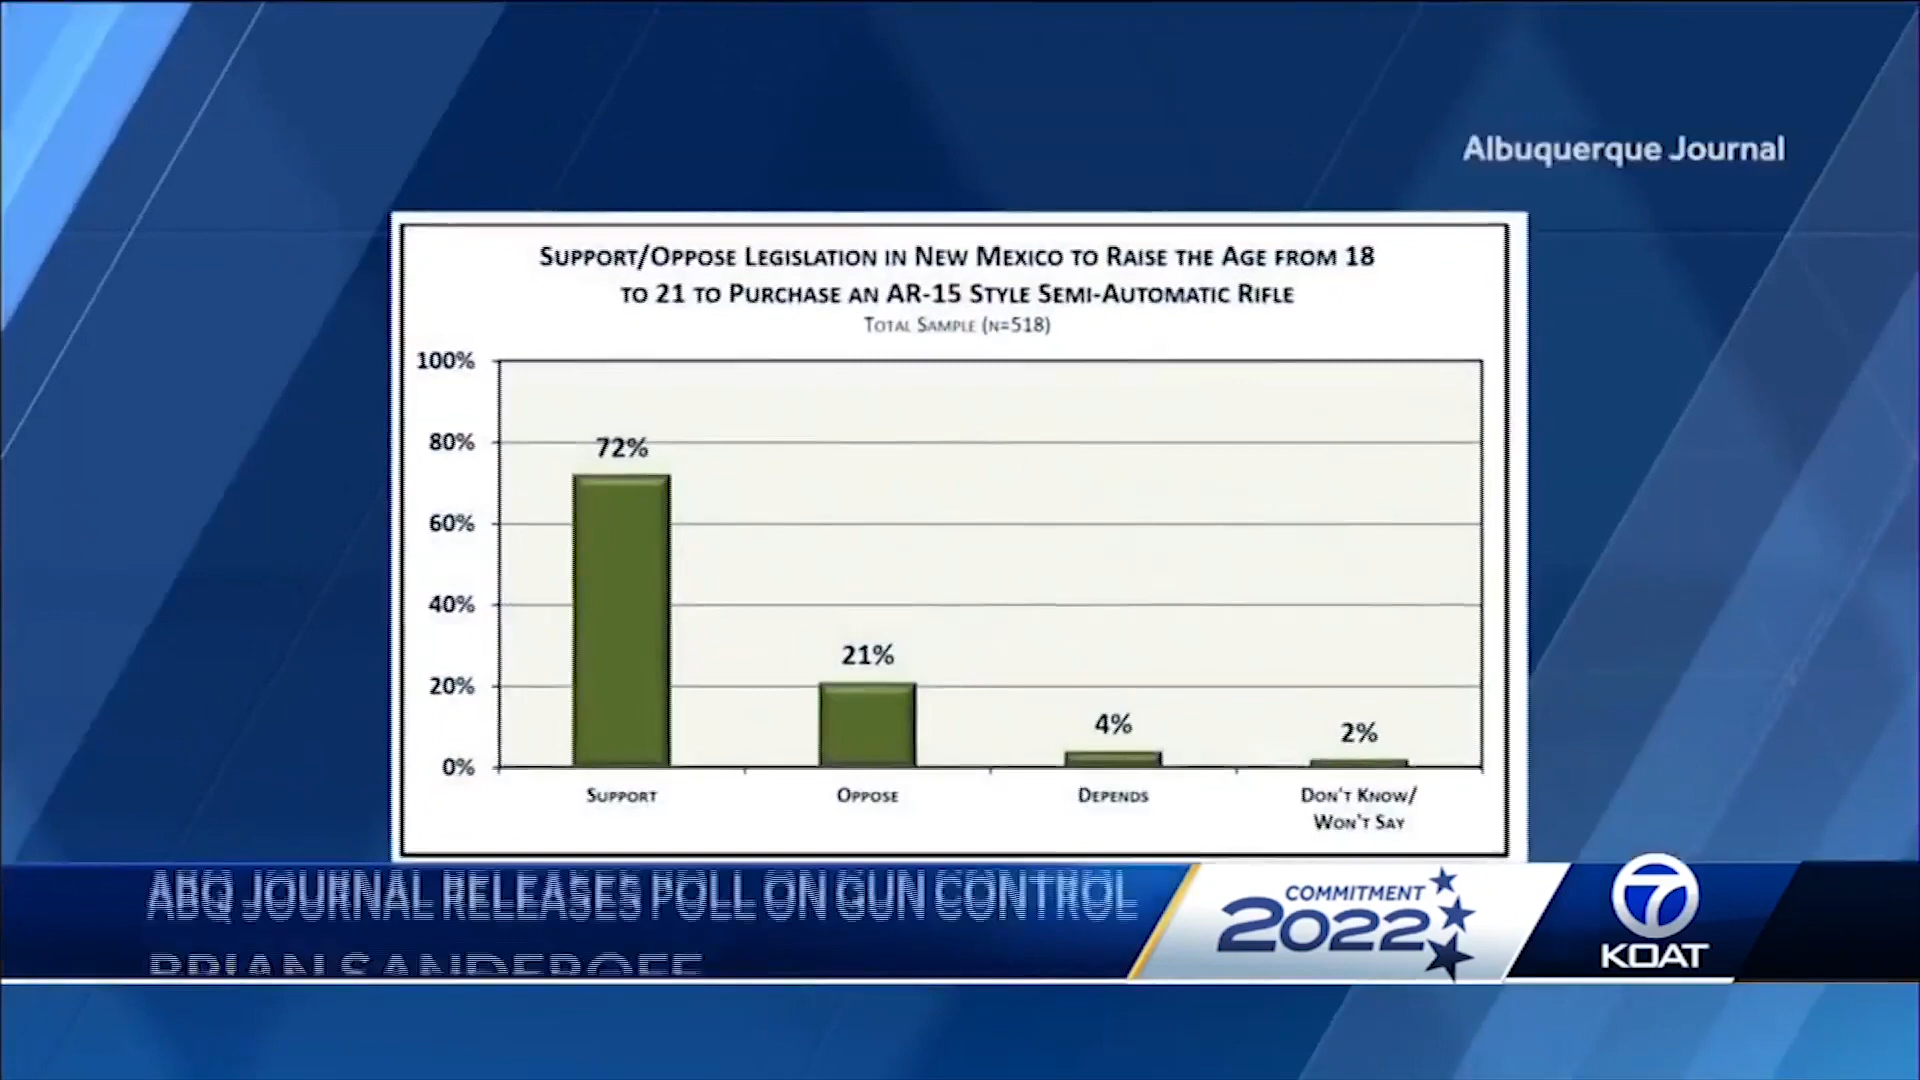 Albuquerque Journal
Support/Oppose Legislation in New Mexico to Raise the Age from 18
to 21 to Purchase an AR-15 Style Semi-Automatic Rifle
Total Sample (n=518)
100%
80%
60%
40%
20%
0%
72%
21%
4%
2%
Support
Oppose
Depends
Don't Know/
Won't Say
ABQ JOURNAL RELEASES POLL ON GUN CONTROL
BRIAN SANDEROFF
COMMITMENT
2022
7
KOAT